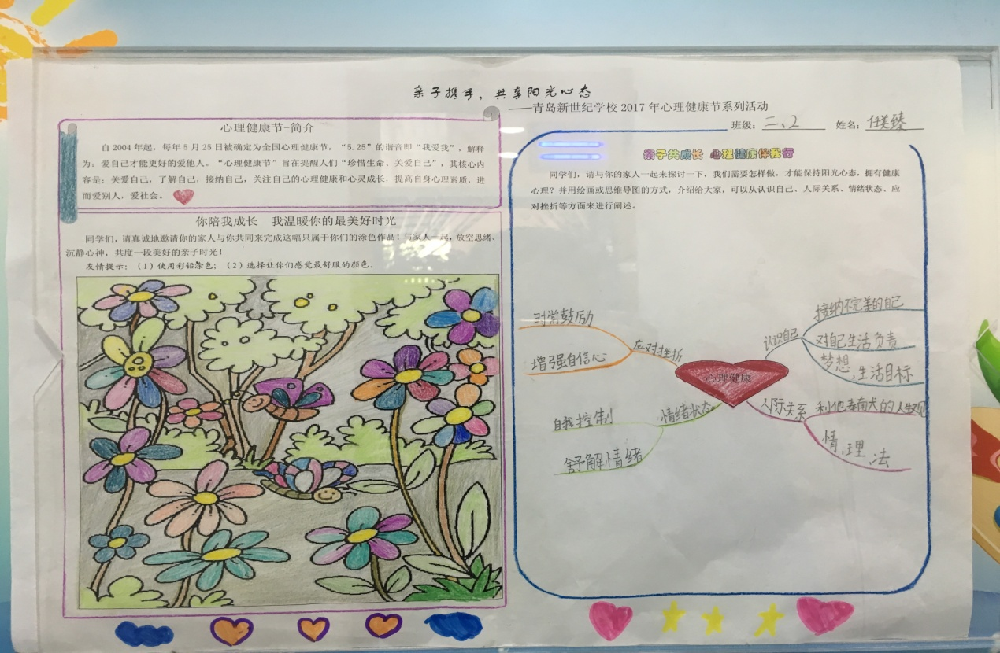 亲子携手，共享阳光心态
——青岛新世纪学校 2017 年心理健康节系列活动
班级：二、2 姓名：任美臻
心理健康节-简介
自 2004 年起，每年 5 月 25 日被确定为全国心理健康节。“5.25”的谐音即“我爱我”，解释
为：爱自己才能更好的爱他人。“心理健康节”旨在提醒人们“珍惜生命、关爱自己”，其核心内
容是：关爱自己，了解自己，接纳自己，关注自己的心理健康和心灵成长，提高自身心理素质，进
而爱别人，爱社会。
你陪我成长 我温暖你的最美好时光
同学们，请真诚地邀请你的家人与你共同来完成这幅只属于你们的涂色作品！与家人一起，放空思绪、
沉静心神，共度一段美好的亲子时光！
友情提示：（1）使用彩铅涂色；（2）选择让你们感觉最舒服的颜色。
亲子共成长 心理健康伴我行
同学们，请与你的家人一起来探讨一下，我们需要怎样做，才能保持阳光心态，拥有健康
心理？并用绘画或思维导图的方式，介绍给大家，可以从认识自己、人际关系、情绪状态、应
对挫折等方面来进行阐述。
心理健康
应对挫折
时常鼓励
增强自信心
情绪状态
自我控制
舒解情绪
认识自己
接纳不完美的自己
对自己生活负责
梦想，生活目标
人际关系
利他
的人生观
情、理、法